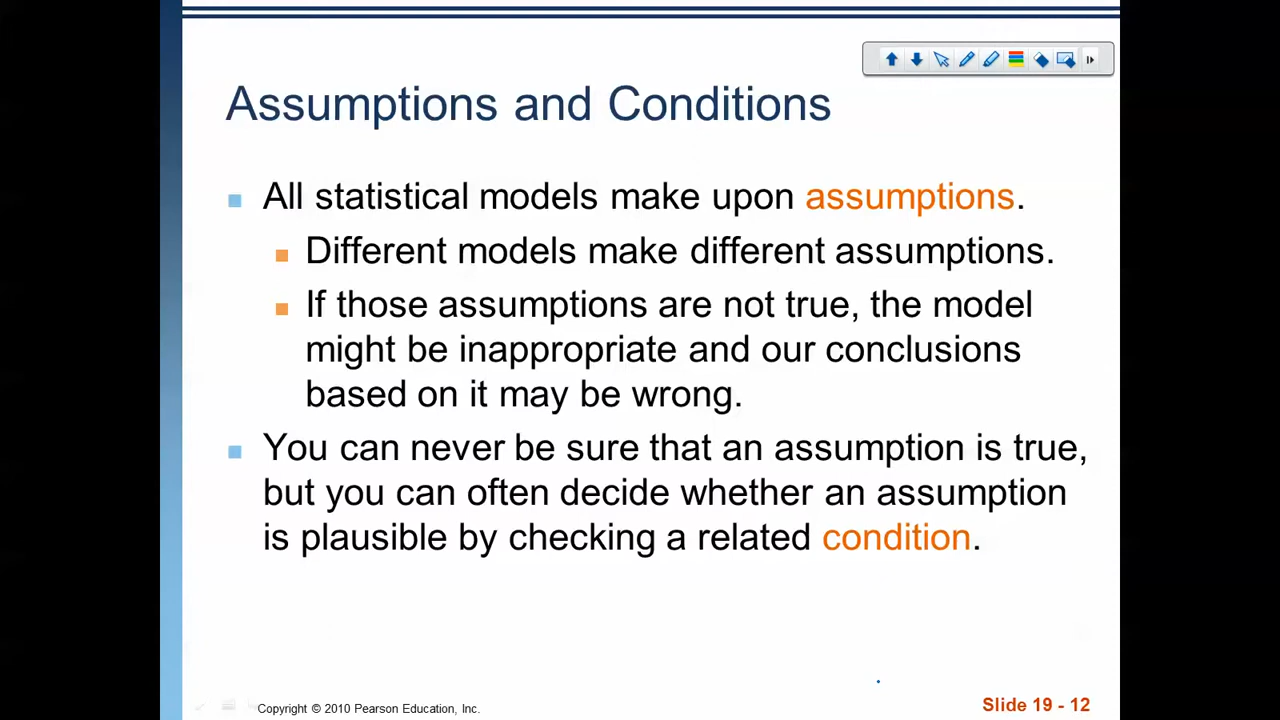 Assumptions and Conditions
All statistical models make upon assumptions.
Different models make different assumptions.
If those assumptions are not true, the model
might be inappropriate and our conclusions
based on it may be wrong.
You can never be sure that an assumption is true,
but you can often decide whether an assumption
is plausible by checking a related condition.
Copyright © 2010 Pearson Education, Inc.
Slide 19 - 12